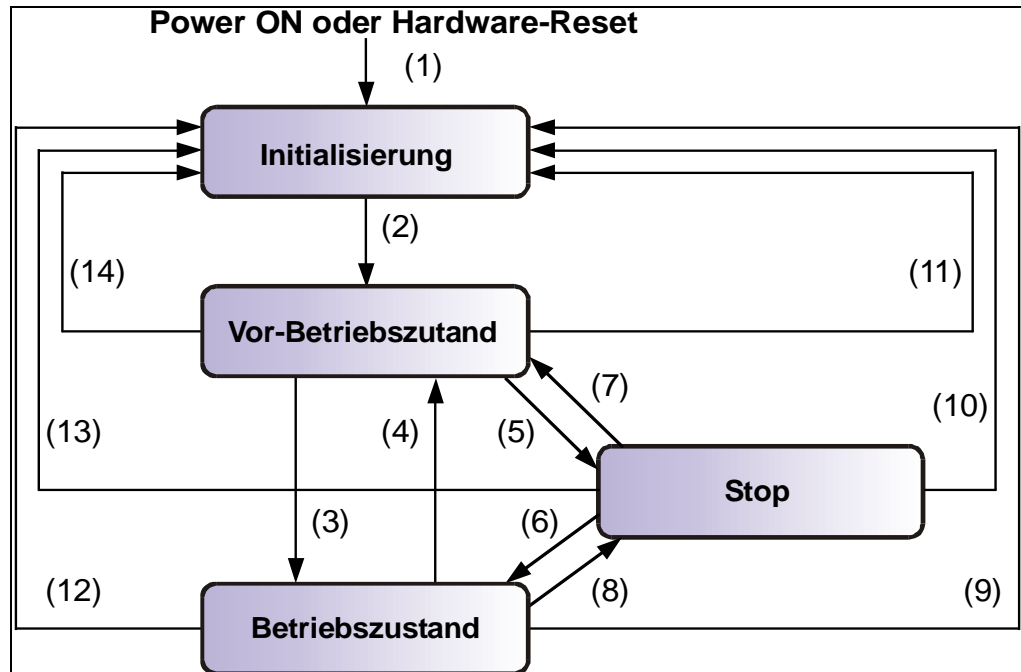 Power ON oder Hardware-Reset
(1)
Initialisierung
(2)
(14)
(11)
Vor-Betriebszutand
(7)
(10)
(13)
(4)
(5)
Stop
(3)
(6)
(12)
(8)
(9)
Betriebszustand